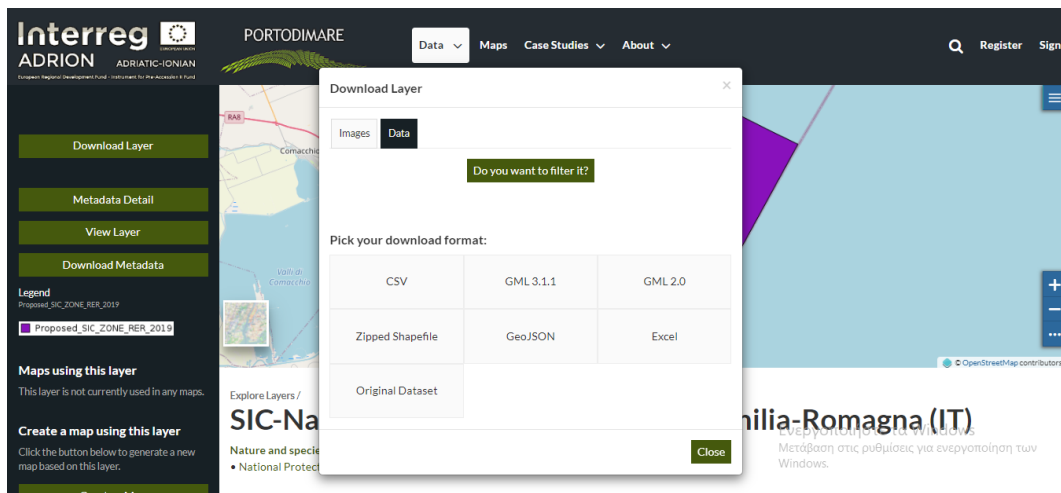 Interreg
EUROPEAN UNION
ADRION ADRIATIC-IONIAN
European Regional Development Fund - Instrument for Pre-Accession II Fund
PORTODIMARE
Data Maps Case Studies About
Register Sign
Download Layer
Metadata Detail
View Layer
Download Metadata
Legend
Proposed_SIC_ZONE_RER_2019
Proposed_SIC_ZONE_RER_2019
Maps using this layer
This layer is not currently used in any maps.
Create a map using this layer
Click the button below to generate a new
map based on this layer.
RA8
Comacchio
Valli di
Comacchio
Download Layer
×
Images Data
Do you want to filter it?
Pick your download format:
CSV GML 3.1.1 GML 2.0
Zipped Shapefile GeoJSON Excel
Original Dataset
Close
© OpenStreetMap contributors
Explore Layers /
SIC-Na
milia-Romagna (IT)
Nature and specie
• National Protect
Ενεργοποιήστε τα Windows
Μετάβαση στις ρυθμίσεις για ενεργοποίηση των
Windows.